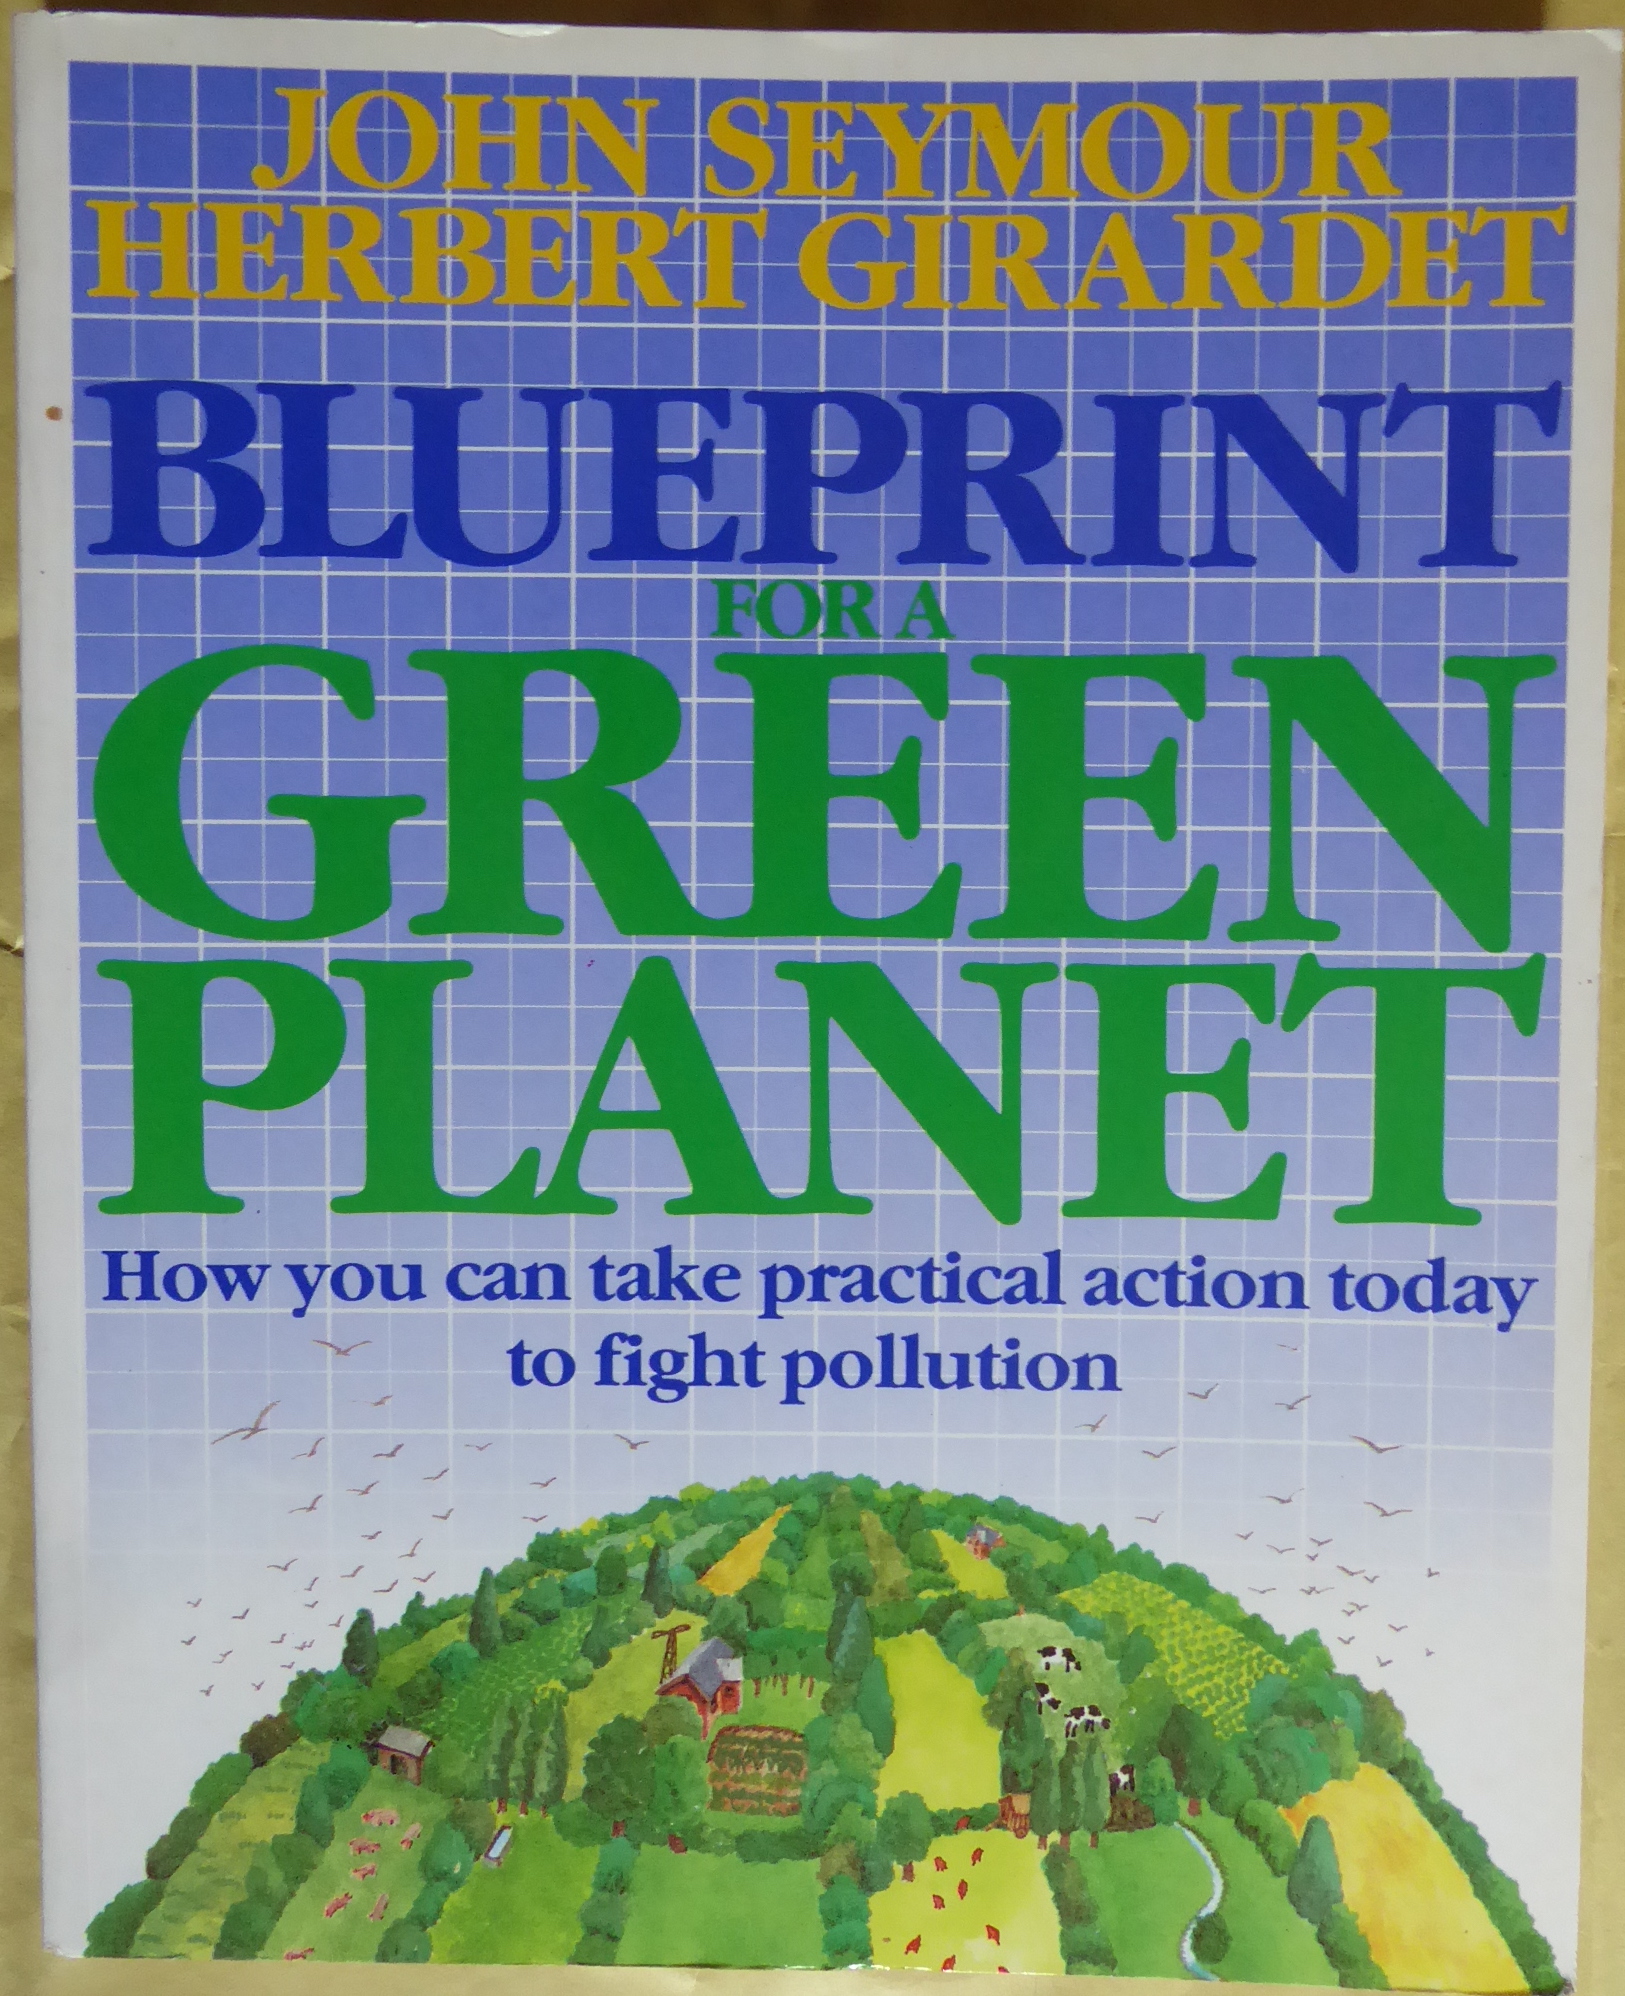 JOHN SEYMOUR
HERBERT GIRARDET
BLUEPRINT
FOR A
GREEN
PLANET
How you can take practical action today
to fight pollution